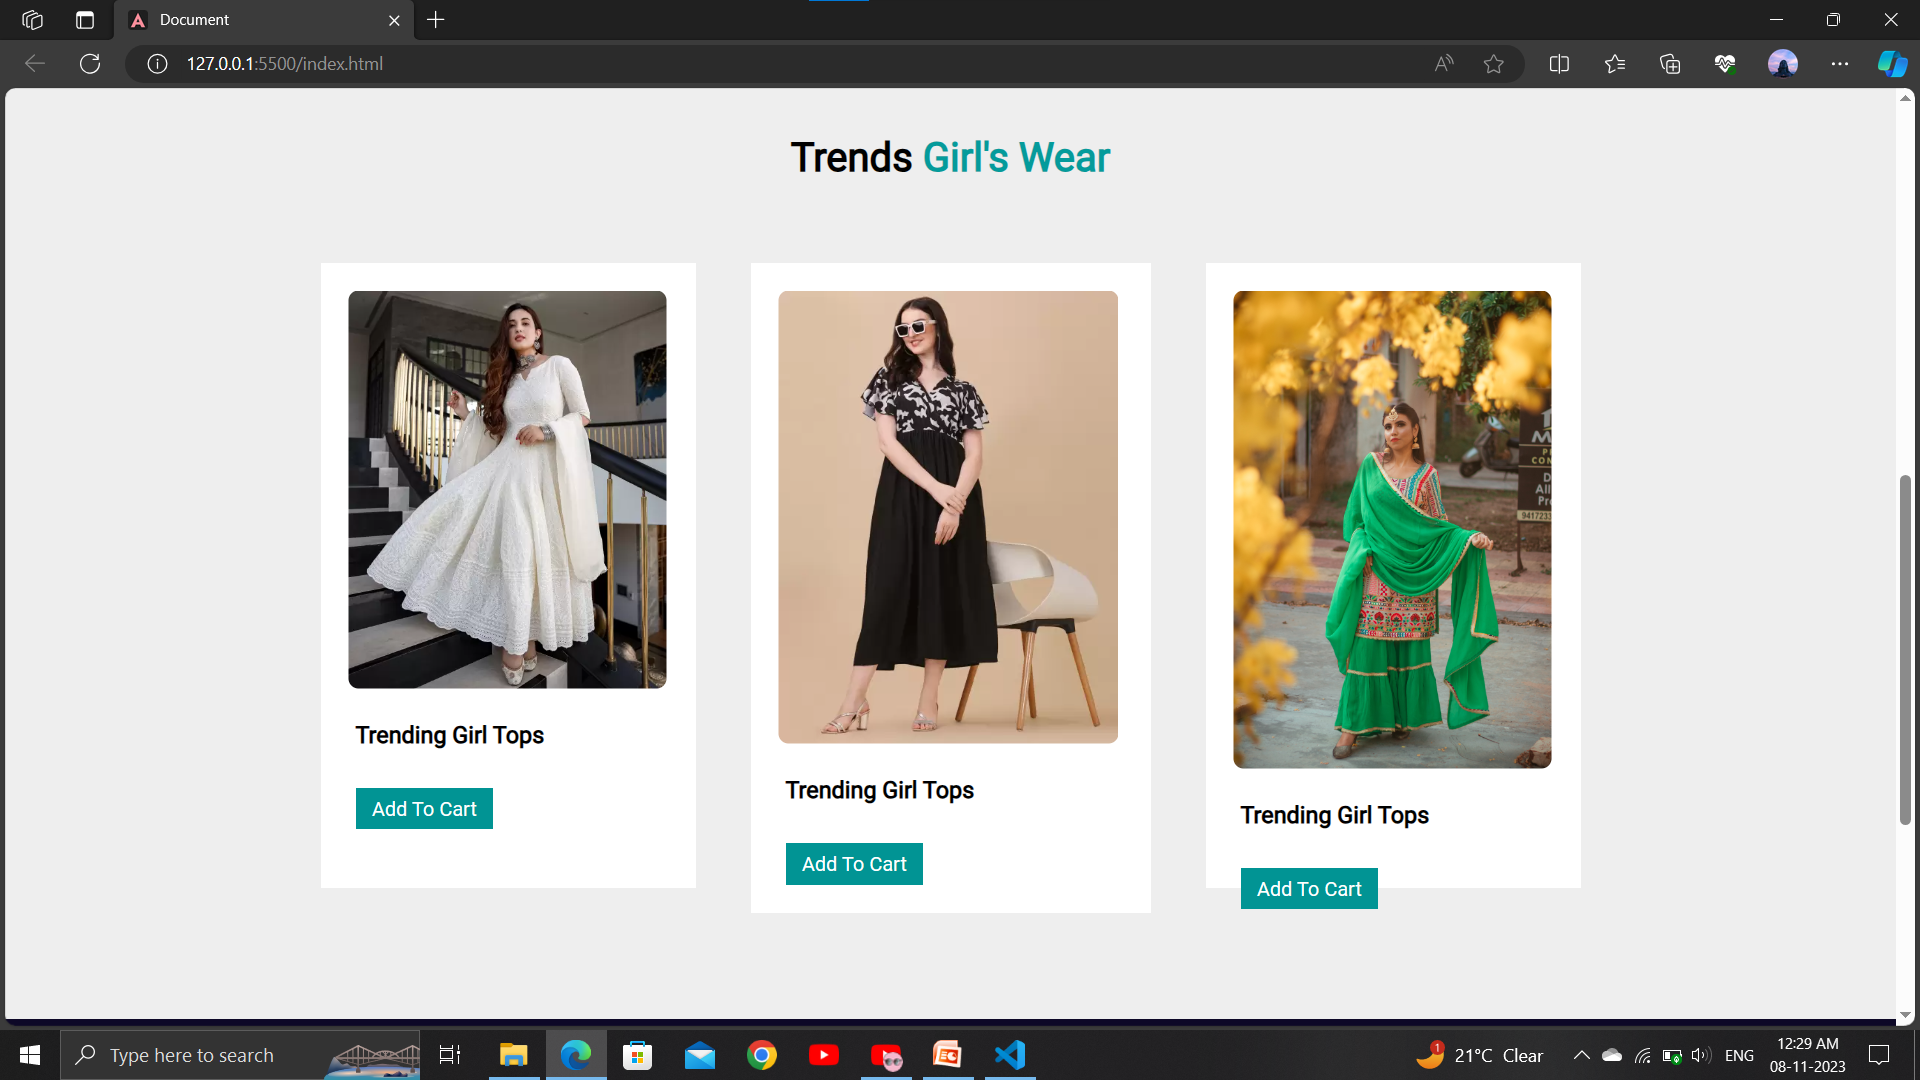 Document
127.0.0.1:5500/index.html
Trends Girl's Wear
Trending Girl Tops
Add To Cart
Trending Girl Tops
Add To Cart
Trending Girl Tops
Add To Cart
Type here to search
1
21°C Clear
ENG
12:29 AM
08-11-2023